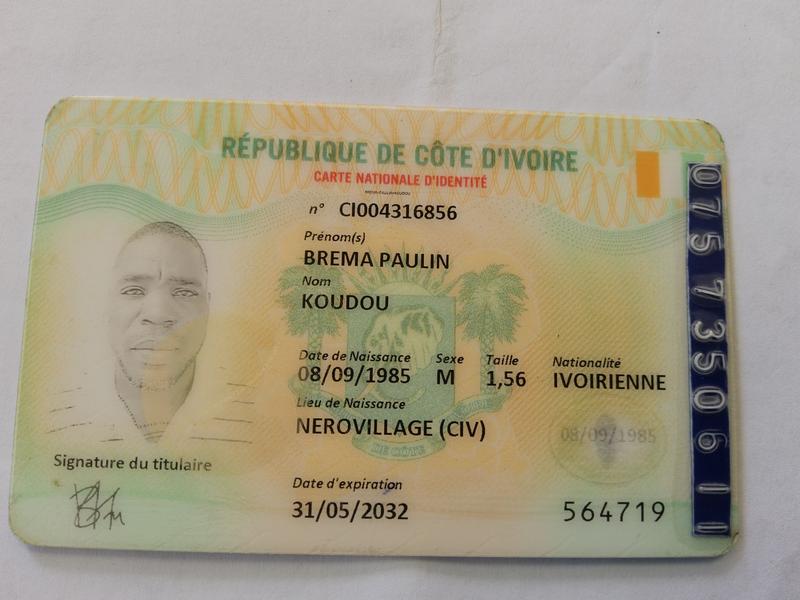 RÉPUBLIQUE DE CÔTE D'IVOIRE
CARTE NATIONALE D'IDENTITÉ
n° CI004316856
Prénom(s)
BREMA PAULIN
Nom
KOUDOU
Date de Naissance Sexe Taille Nationalité
08/09/1985 M 1,56 IVOIRIENNE
Lieu de Naissance
NEROVILLAGE (CIV)
08/09/1985
DE CÔTE
Signature du titulaire
Date d'expiration
31/05/2032
564719